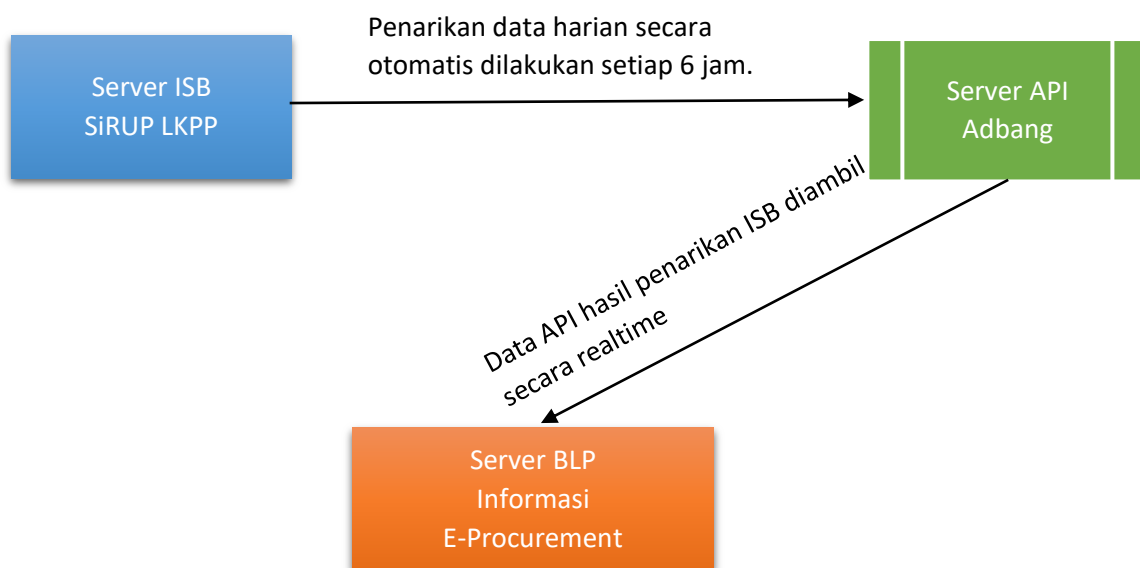 Penarikan data harian secara
otomatis dilakukan setiap 6 jam.
Server ISB
SiRUP LKPP
Server API
Adbang
Data API hasil penarikan ISB diambil
secara realtime
Server BLP
Informasi
E-Procurement